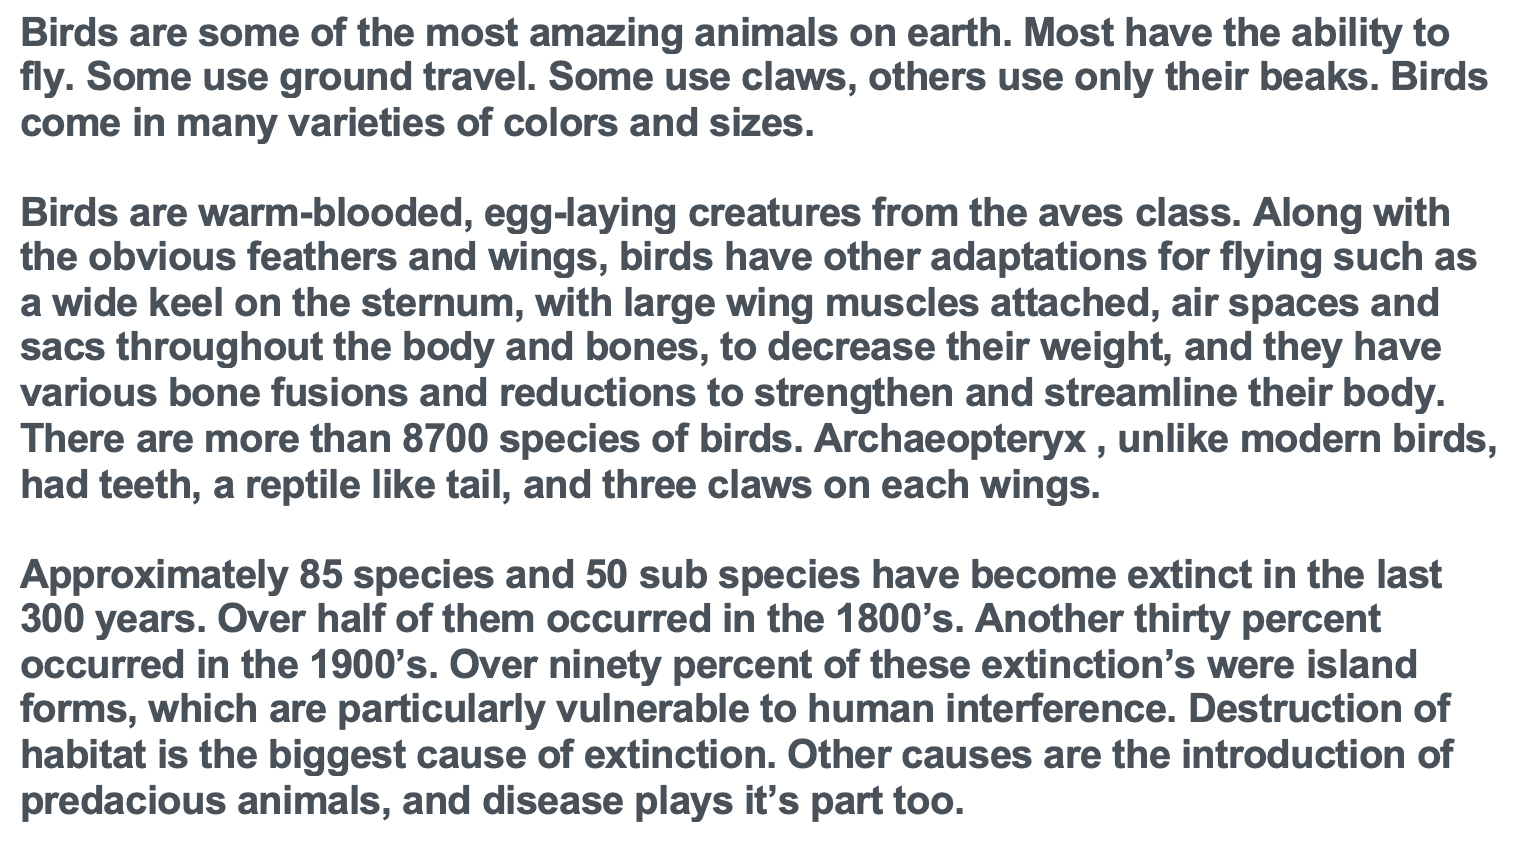 Birds are some of the most amazing animals on earth. Most have the ability to
fly. Some use ground travel. Some use claws, others use only their beaks. Birds
come in many varieties of colors and sizes.
Birds are warm-blooded, egg-laying creatures from the aves class. Along with
the obvious feathers and wings, birds have other adaptations for flying such as
a wide keel on the sternum, with large wing muscles attached, air spaces and
sacs throughout the body and bones, to decrease their weight, and they have
various bone fusions and reductions to strengthen and streamline their body.
There are more than 8700 species of birds. Archaeopteryx , unlike modern birds,
had teeth, a reptile like tail, and three claws on each wings.
Approximately 85 species and 50 sub species have become extinct in the last
300 years. Over half of them occurred in the 1800’s. Another thirty percent
occurred in the 1900’s. Over ninety percent of these extinction’s were island
forms, which are particularly vulnerable to human interference. Destruction of
habitat is the biggest cause of extinction. Other causes are the introduction of
predacious animals, and disease plays it’s part too.